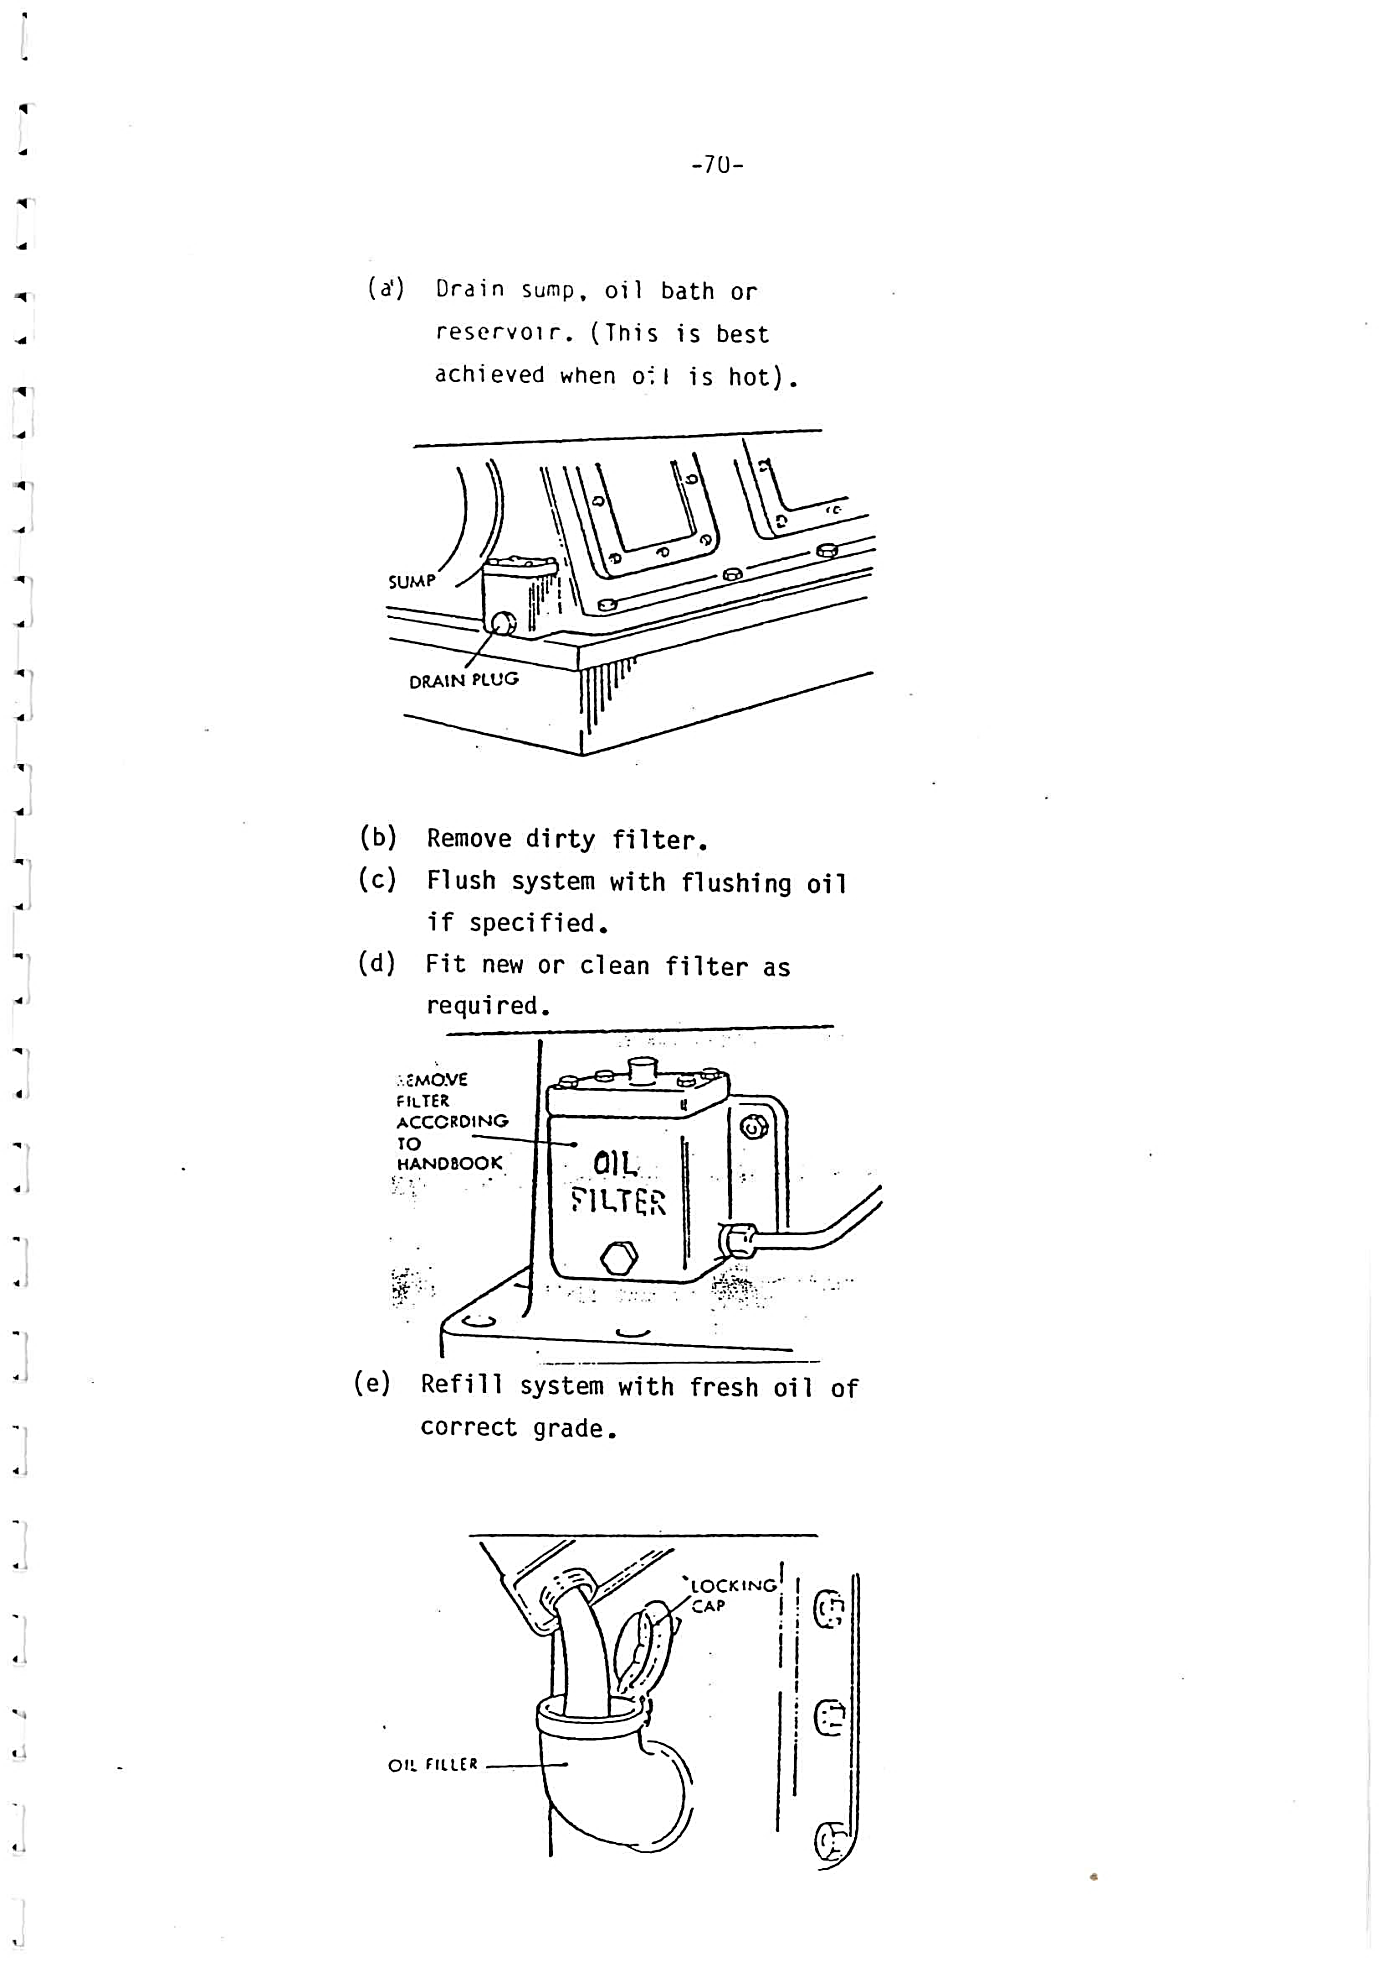 -70-
(a) Drain sump, oil bath or
reservoir. (This is best
achieved when oil is hot).
SUMP
DRAIN PLUG
(b) Remove dirty filter.
(c) Flush system with flushing oil
if specified.
(d) Fit new or clean filter as
required.
REMOVE
FILTER
ACCORDING
TO
HANDBOOK
OIL
FILTER
(e) Refill system with fresh oil of
correct grade.
LOCKING
CAP
OIL FILLER